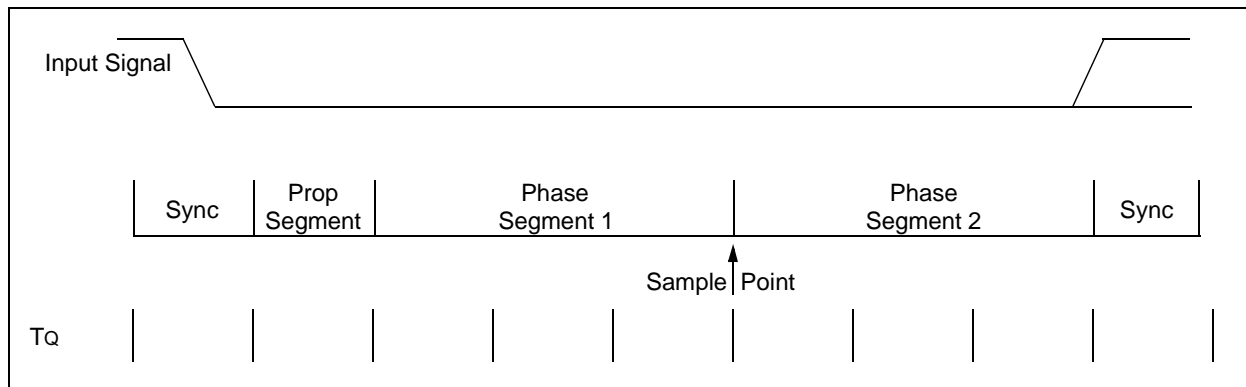 Input Signal
Sync
Prop
Segment
Phase
Segment 1
Phase
Segment 2
Sync
Sample Point
TQ